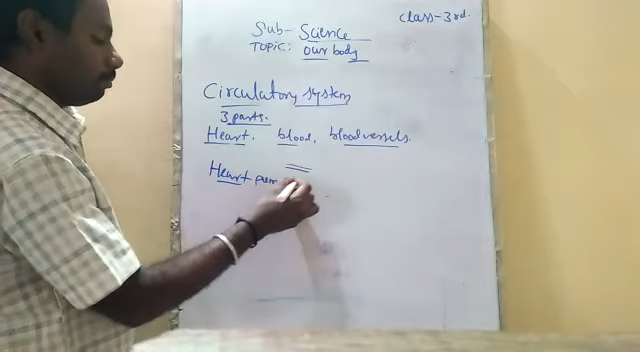 class-3rd.
Sub- Science
TOPIC: our body
Circulatory system
3 parts.
Heart. blood, blood vessels.
Heart pum